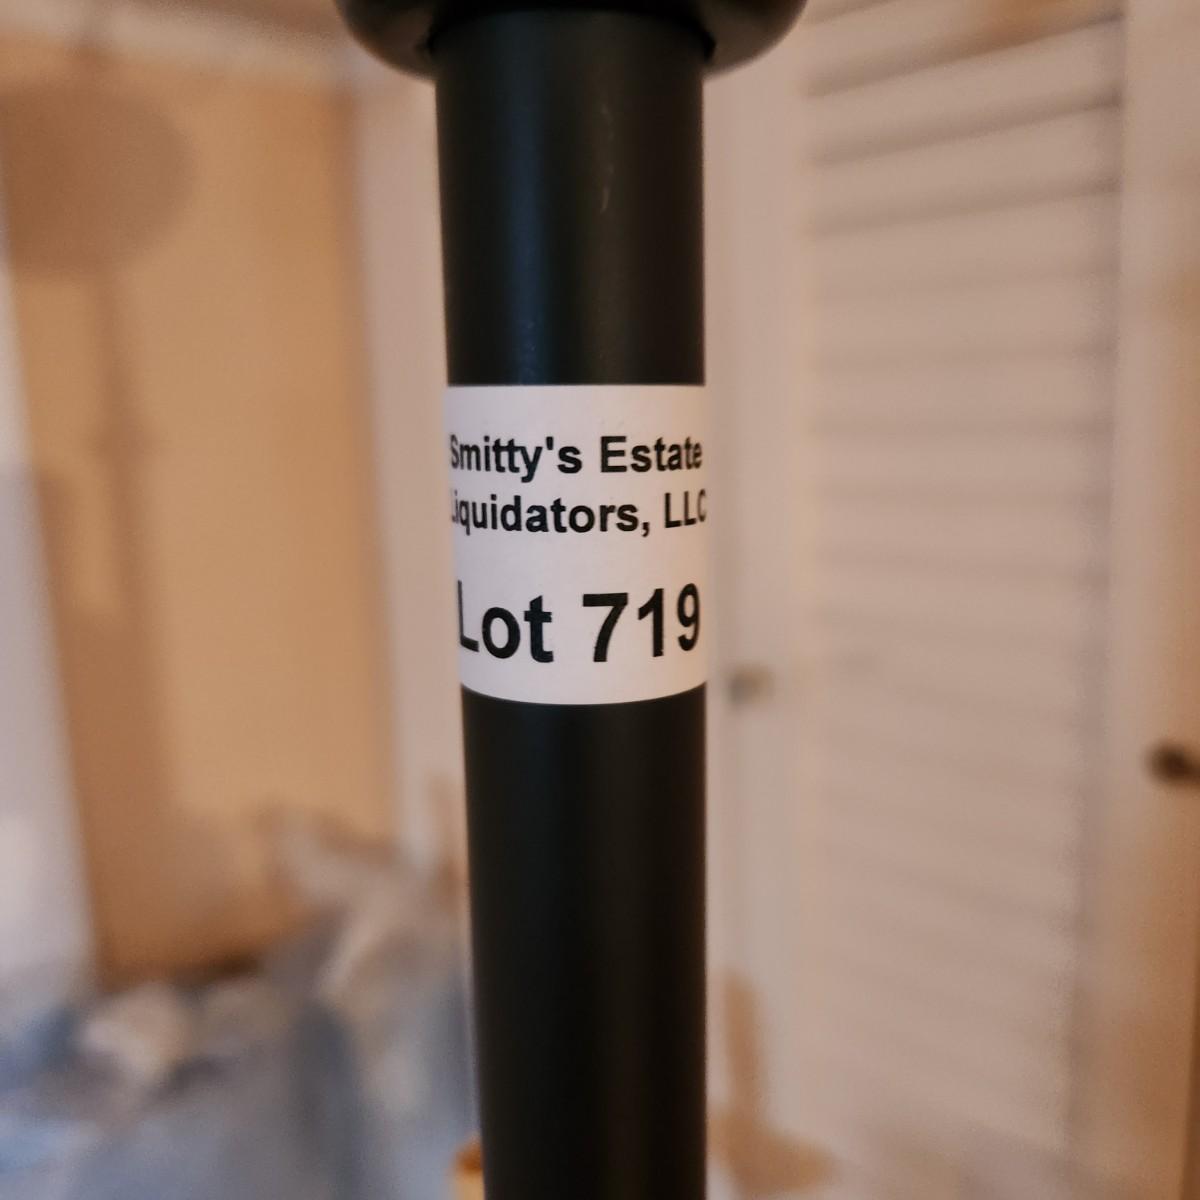 Smitty's Estate
Liquidators, LLC
Lot 719